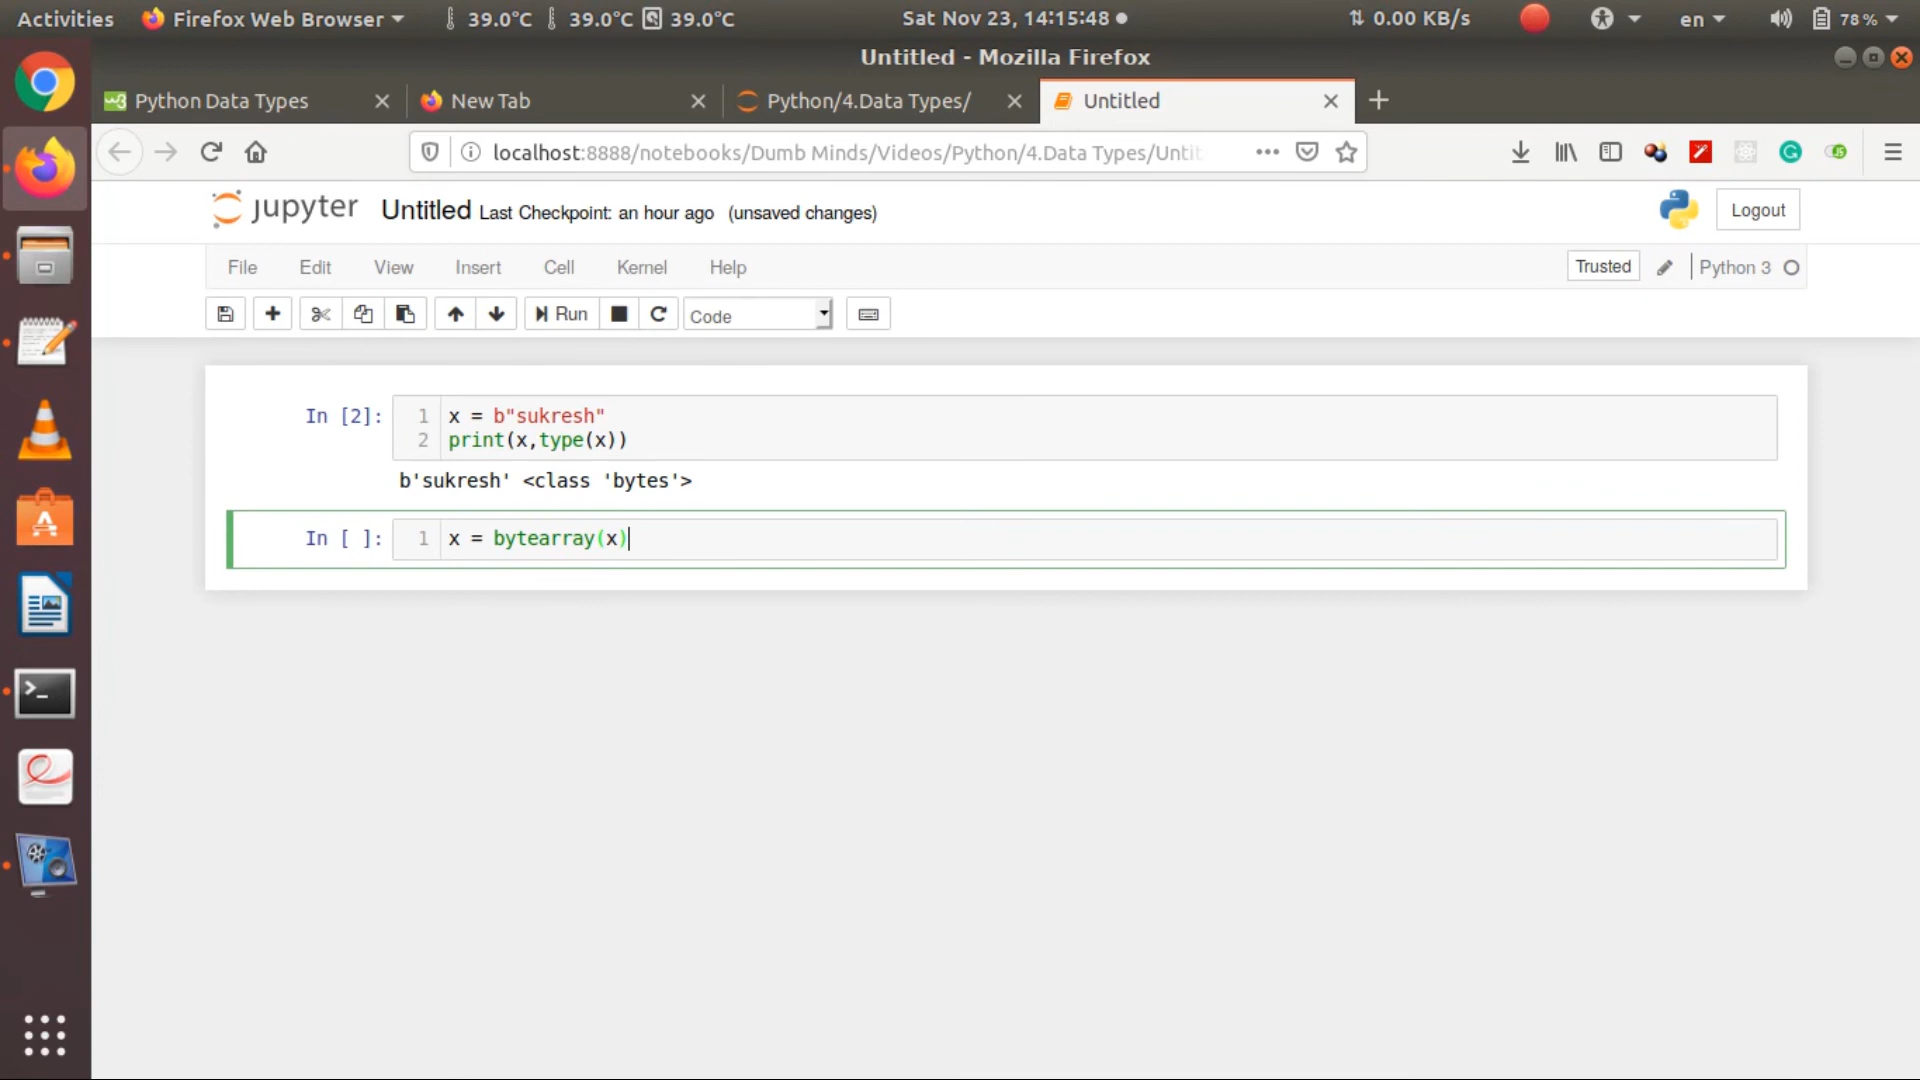 Activities Firefox Web Browser 39.0°C 39.0°C 39.0°C Sat Nov 23, 14:15:48 0.00 KB/s en 78 %
Untitled - Mozilla Firefox
Python Data Types New Tab Python/4.Data Types/ Untitled
localhost:8888/notebooks/Dumb Minds/Videos/Python/4.Data Types/Untit
jupyter Untitled Last Checkpoint: an hour ago (unsaved changes) Logout
File Edit View Insert Cell Kernel Help Trusted Python 3
Run Code
In [2]: 1 x = b"sukresh"
2 print(x,type(x))
b'sukresh' <class 'bytes'>
In [ ]: 1 x = bytearray(x)